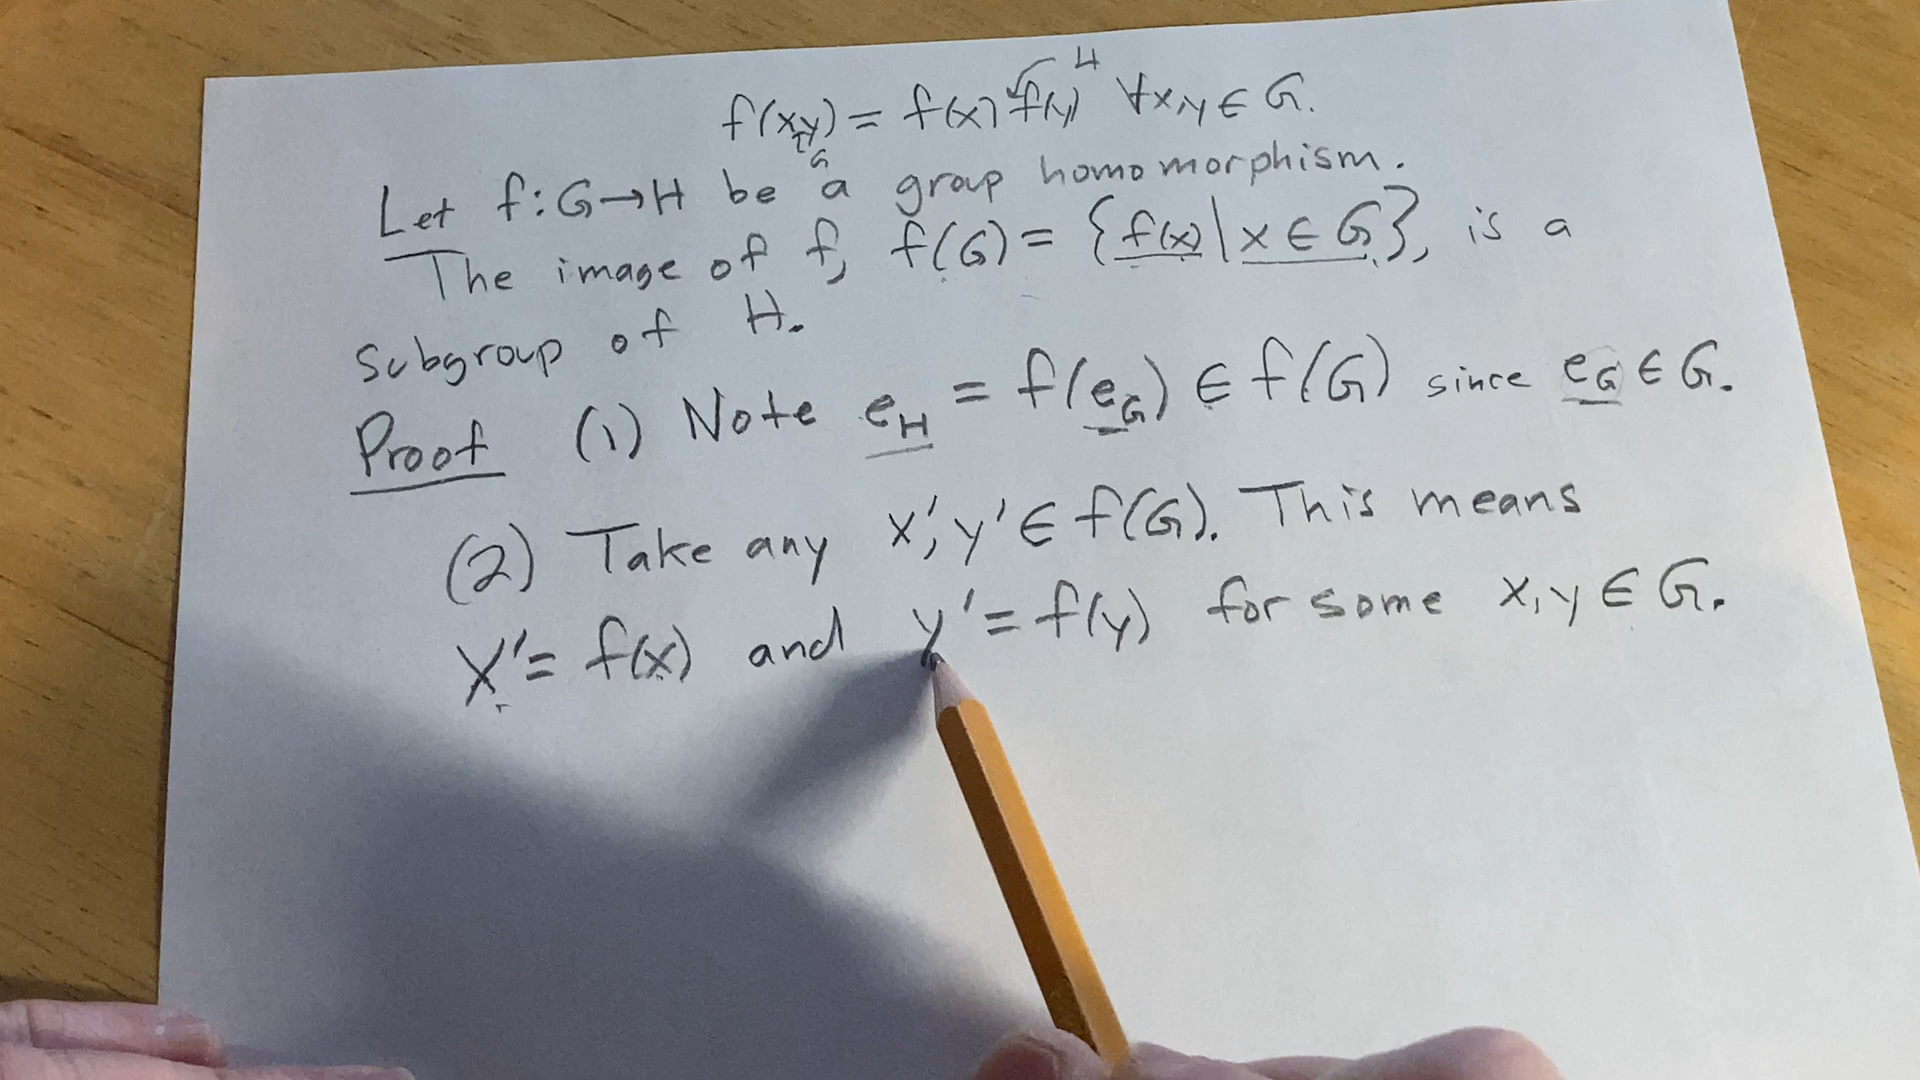 f(xy) = f(x) f(y) ∀x,y ∈ G.
G
H
Let f:G→H be a group homomorphism.
The image of f, f(G) = {f(x) | x ∈ G}, is a
subgroup of H.
Proof (1) Note e_H = f(e_G) ∈ f(G) since e_G ∈ G.
(2) Take any x', y' ∈ f(G). This means
x' = f(x) and y' = f(y) for some x, y ∈ G.